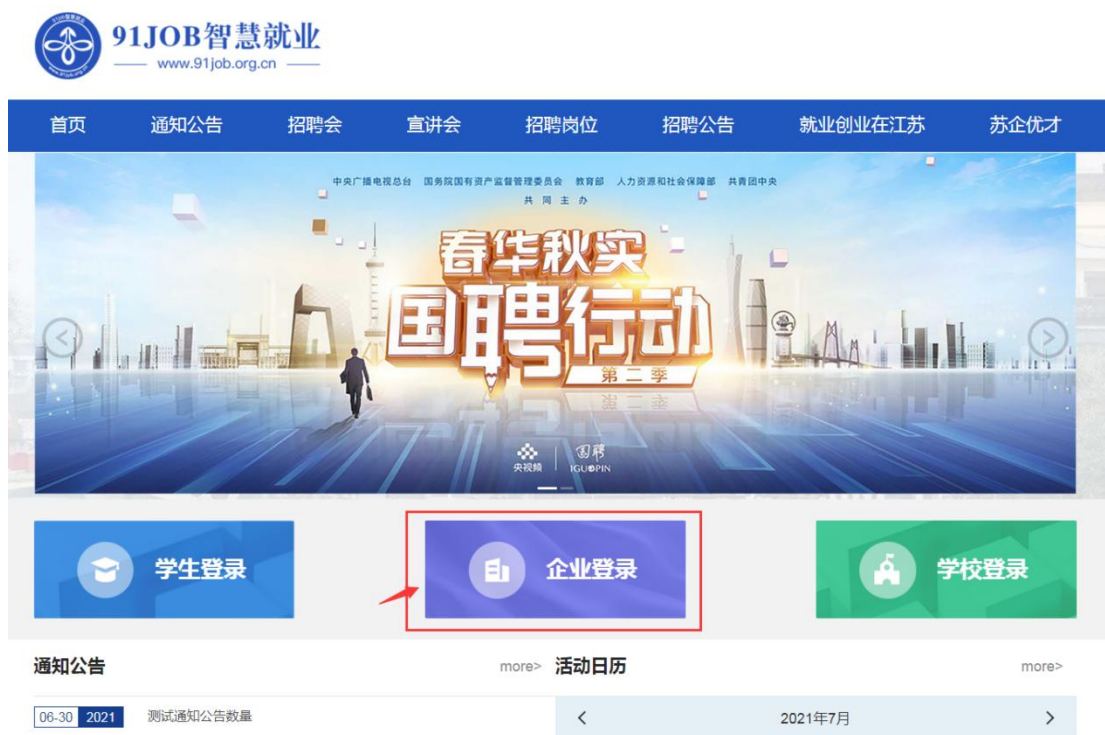 91JOB智慧就业
www.91job.org.cn
首页 通知公告 招聘会 宣讲会 招聘岗位 招聘公告 就业创业在江苏 苏企优才
中央广播电视总台 国务院国有资产监督管理委员会 教育部 人力资源和社会保障部 共青团中央
共同主办
春华秋实
国聘行动
第二季
央视频 国聘
IGUOPIN
学生登录 企业登录 学校登录
通知公告 more> 活动日历 more>
06-30 2021 测试通知公告数量 < 2021年7月 >